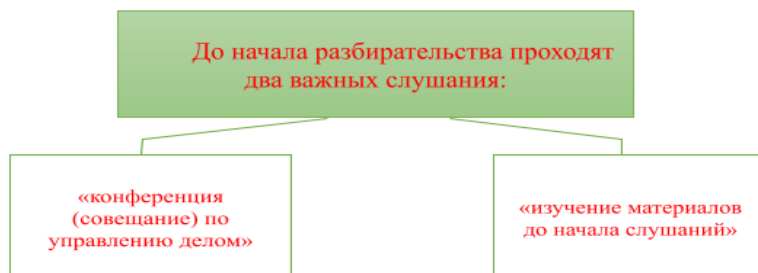 До начала разбирательства проходят
два важных слушания:
«конференция
(совещание) по
управлению делом»
«изучение материалов
до начала слушаний»